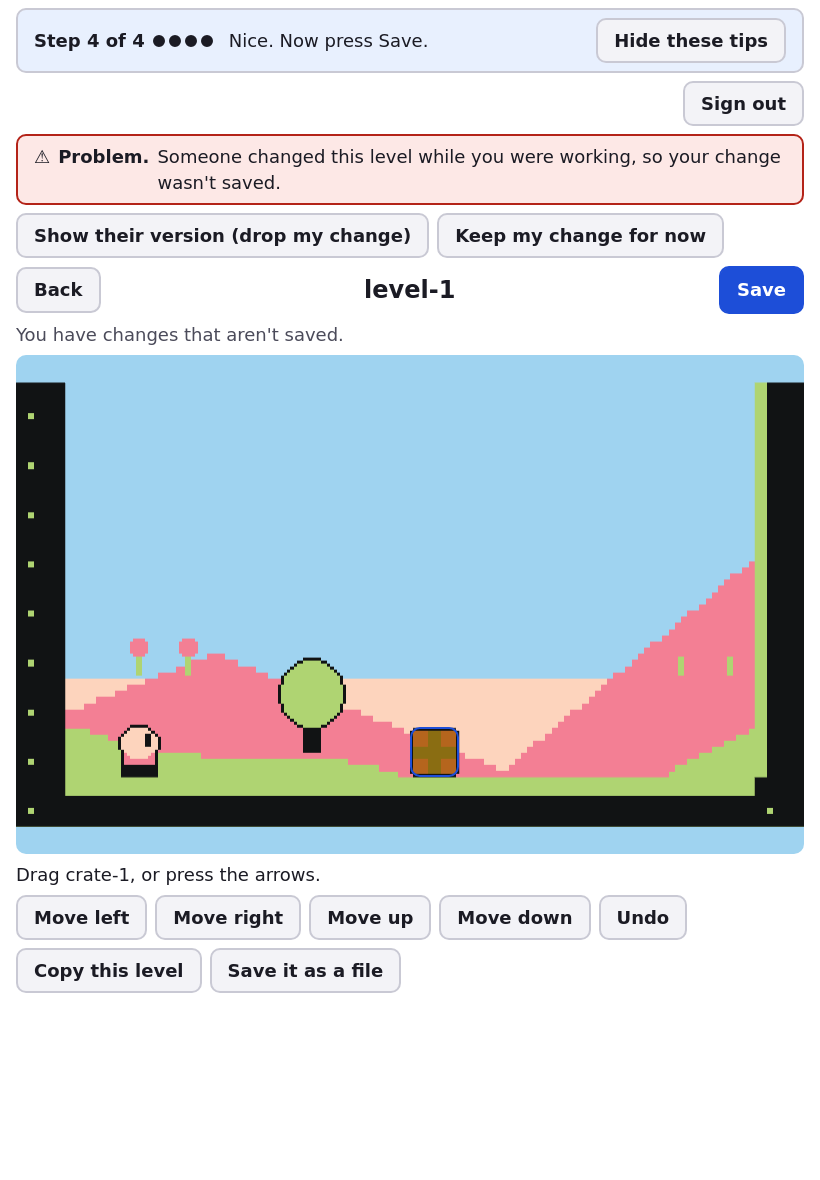 Step 4 of 4 ●●●● Nice. Now press Save.
Hide these tips
Sign out
⚠ Problem. Someone changed this level while you were working, so your change
wasn't saved.
Show their version (drop my change)
Keep my change for now
Back
level-1
Save
You have changes that aren't saved.
Drag crate-1, or press the arrows.
Move left
Move right
Move up
Move down
Undo
Copy this level
Save it as a file